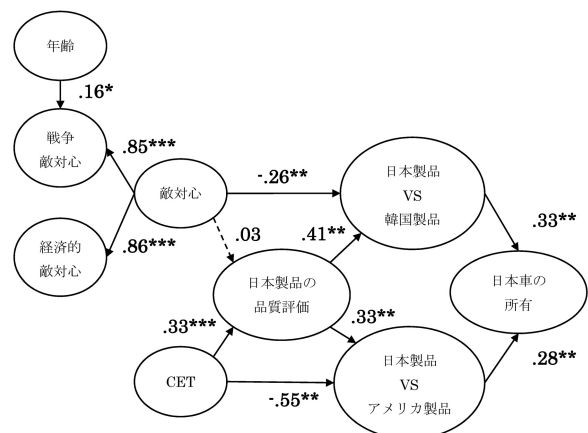 年齢
.16*
戦争
敵対心
.85***
敵対心
-.26**
日本製品
VS
韓国製品
経済的
敵対心
.86***
.03
.41**
.33**
日本製品の
品質評価
日本車の
所有
.33***
.33**
CET
-.55**
日本製品
VS
アメリカ製品
.28**